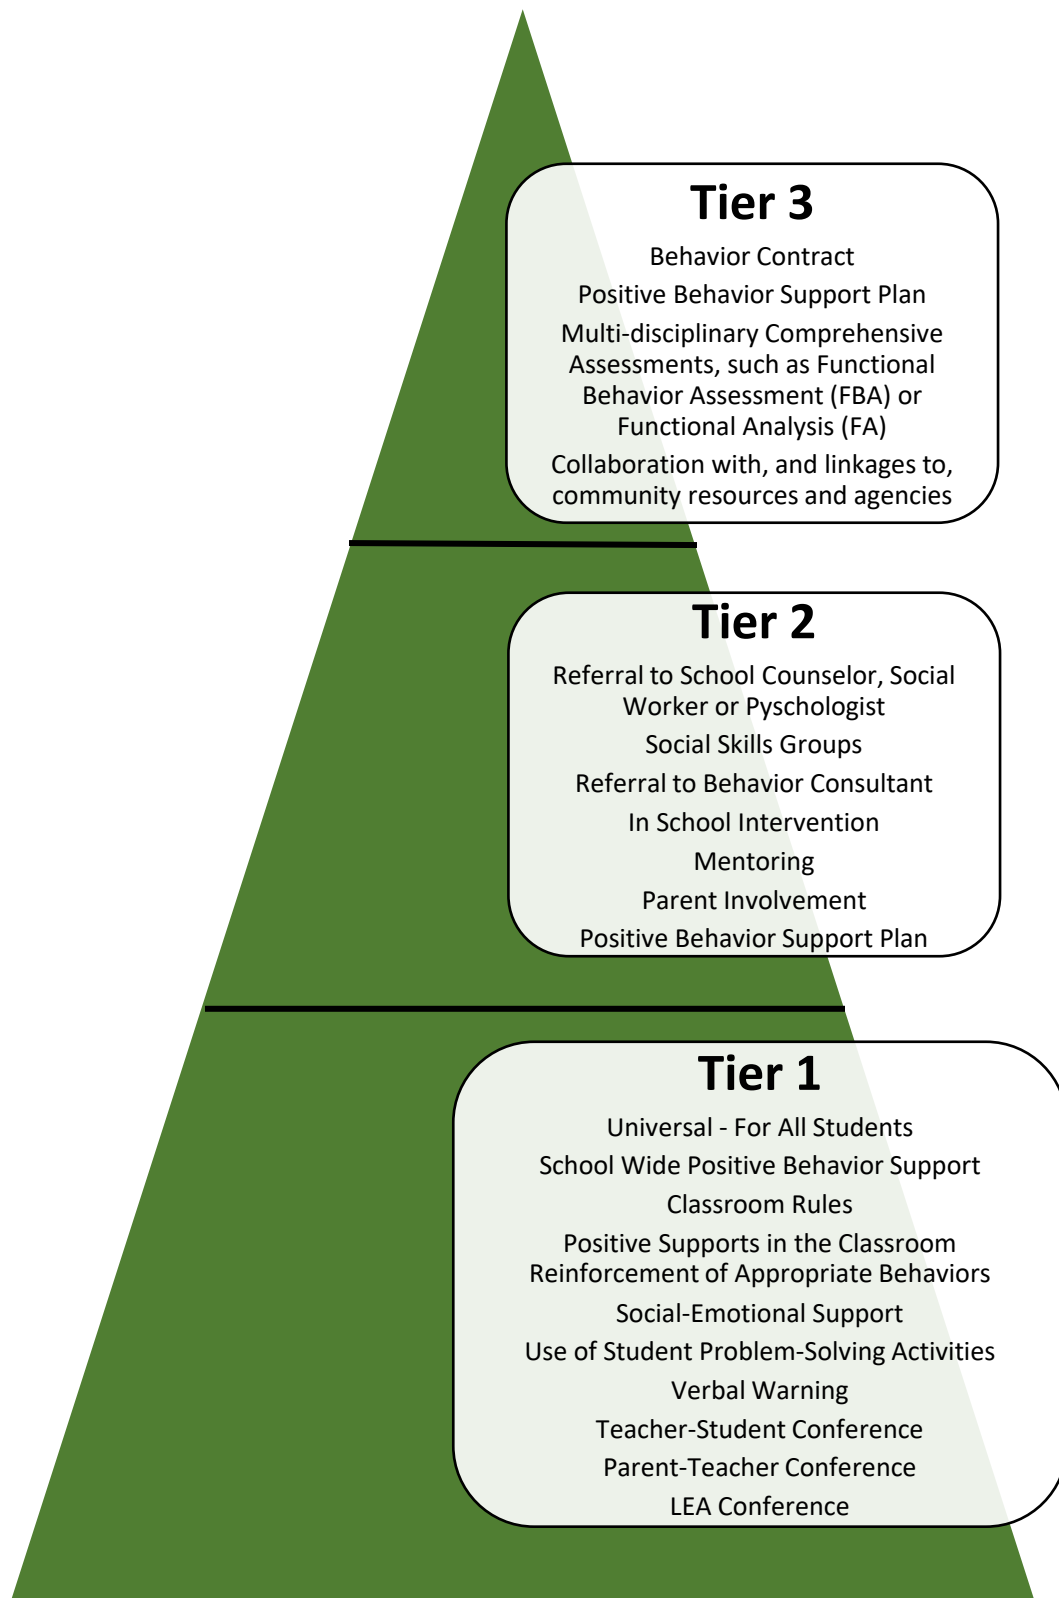 Tier 3
Behavior Contract
Positive Behavior Support Plan
Multi-disciplinary Comprehensive
Assessments, such as Functional
Behavior Assessment (FBA) or
Functional Analysis (FA)
Collaboration with, and linkages to,
community resources and agencies
Tier 2
Referral to School Counselor, Social
Worker or Pyschologist
Social Skills Groups
Referral to Behavior Consultant
In School Intervention
Mentoring
Parent Involvement
Positive Behavior Support Plan
Tier 1
Universal - For All Students
School Wide Positive Behavior Support
Classroom Rules
Positive Supports in the Classroom
Reinforcement of Appropriate Behaviors
Social-Emotional Support
Use of Student Problem-Solving Activities
Verbal Warning
Teacher-Student Conference
Parent-Teacher Conference
LEA Conference